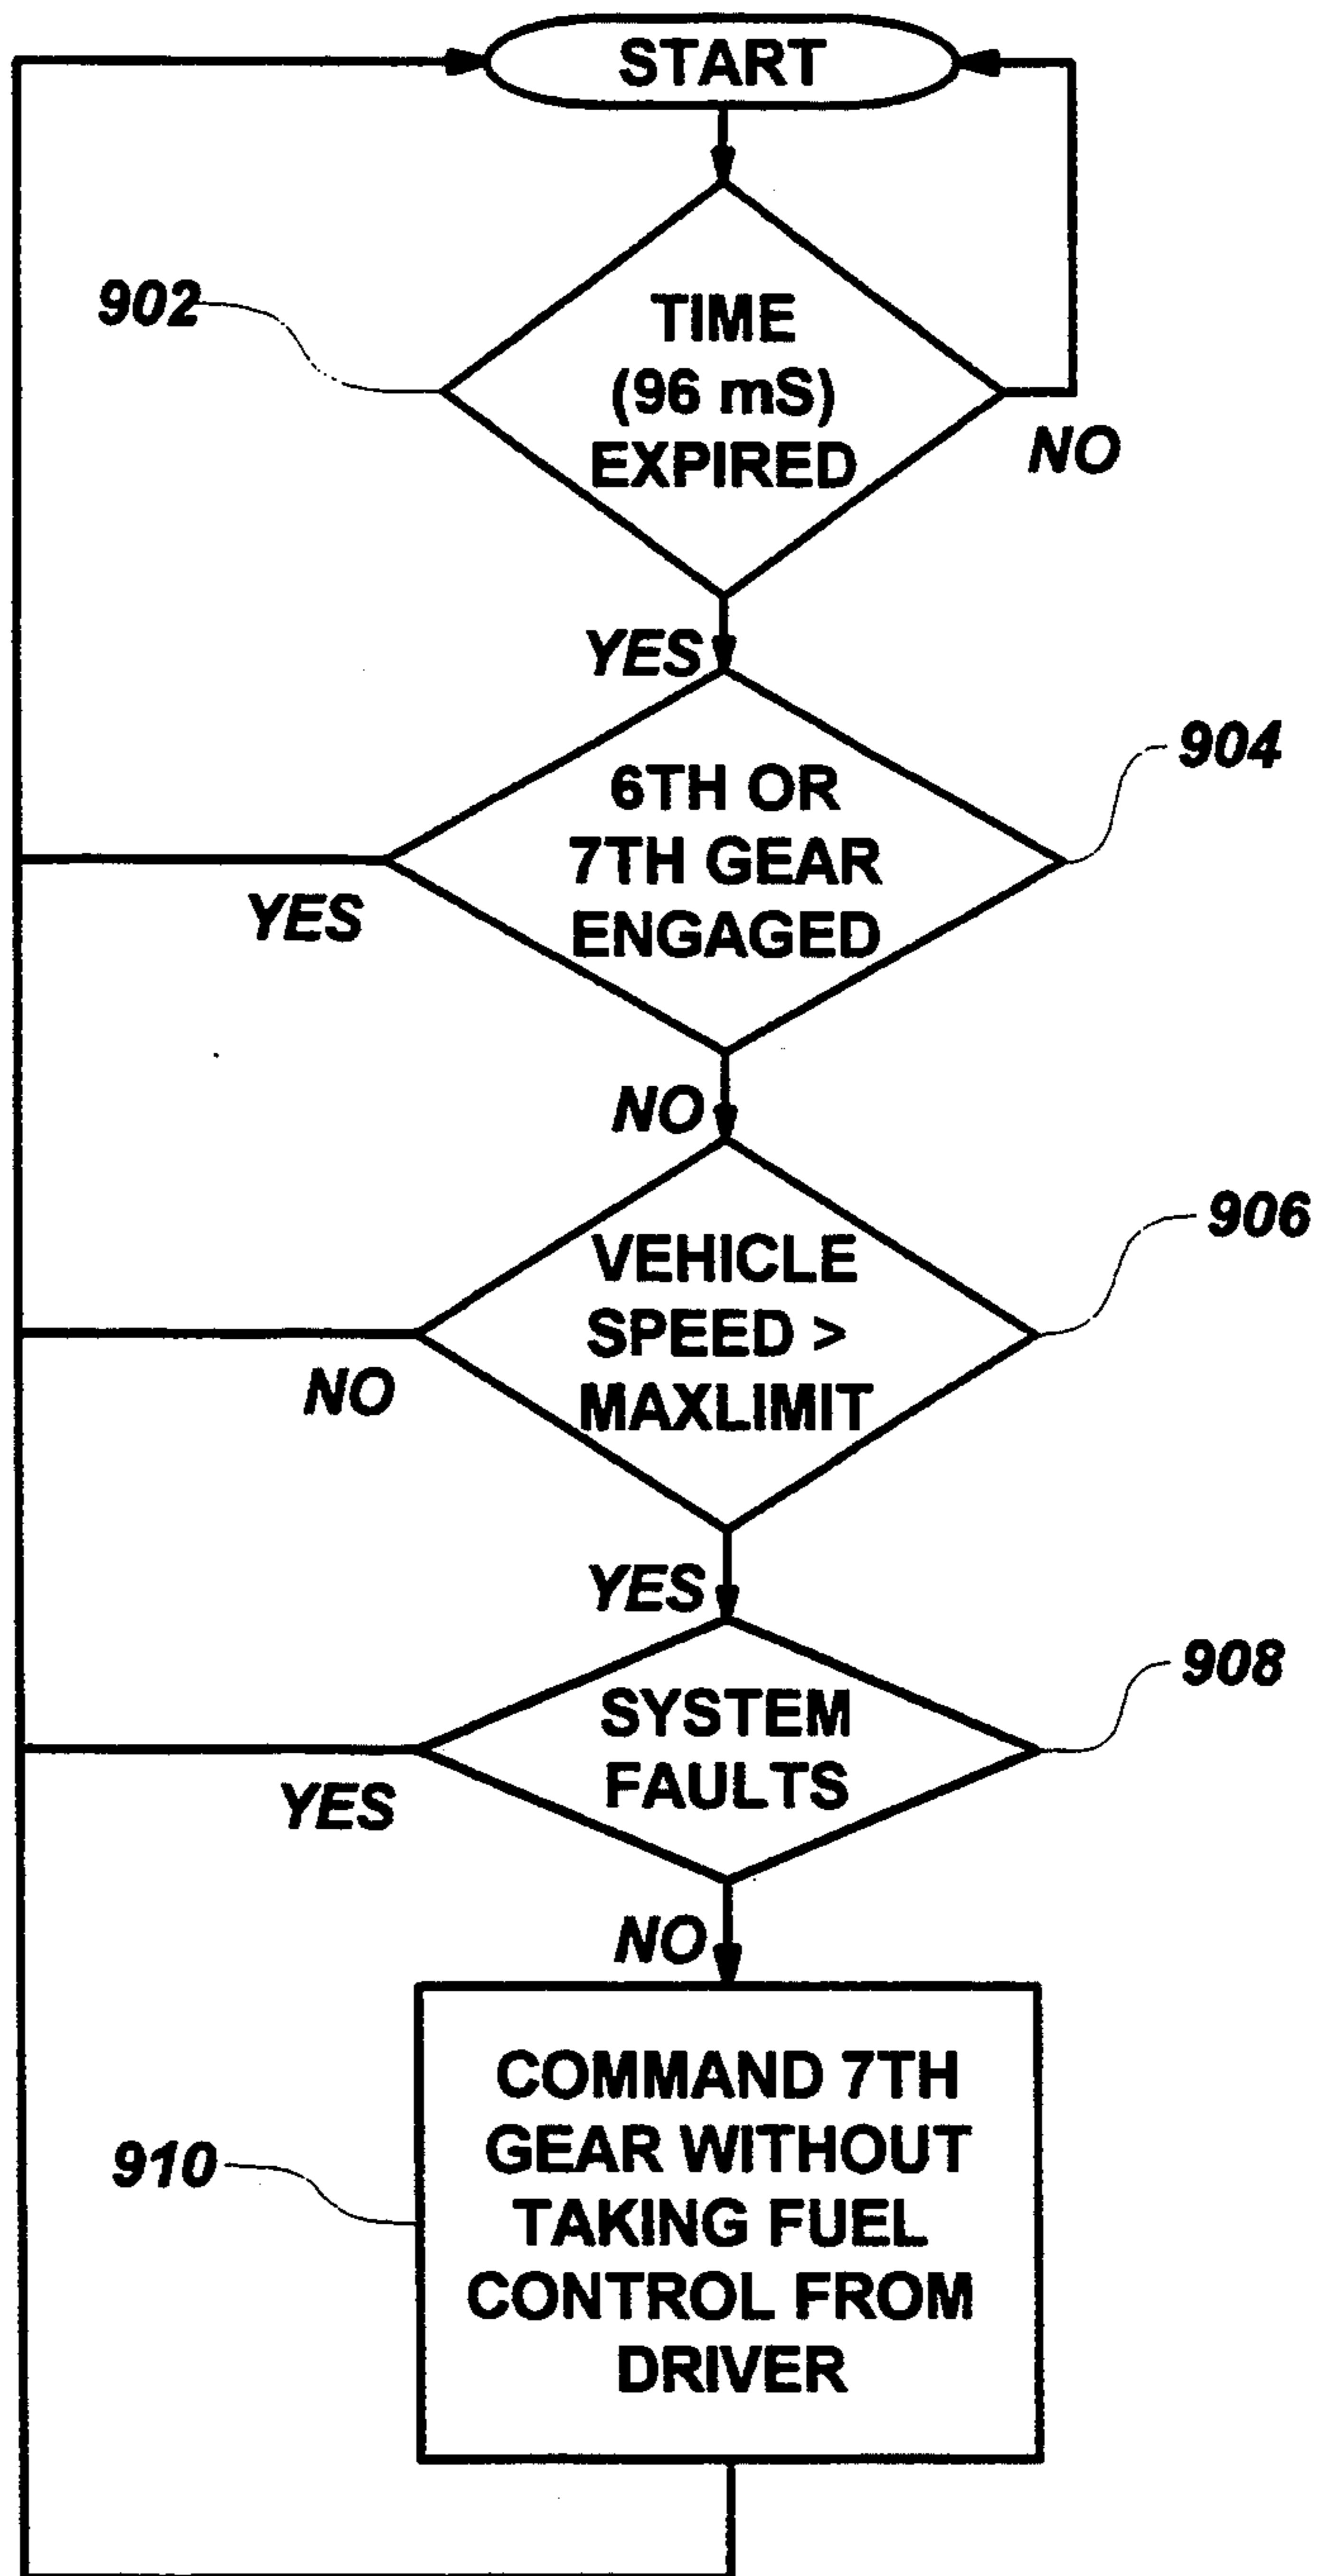 START
902
TIME
(96 mS)
EXPIRED
NO
YES
904
6TH OR
7TH GEAR
ENGAGED
YES
NO
906
VEHICLE
SPEED >
MAXLIMIT
NO
YES
908
SYSTEM
FAULTS
YES
NO
910
COMMAND 7TH
GEAR WITHOUT
TAKING FUEL
CONTROL FROM
DRIVER